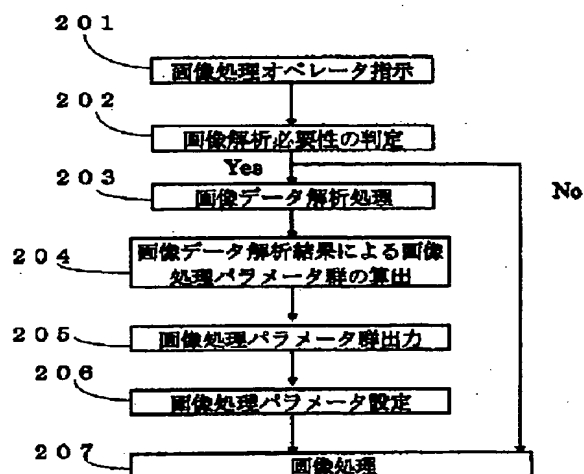 201
画像処理オペレータ指示
202
画像解析必要性の判定
Yes
No
203
画像データ解析処理
204
画像データ解析結果による画像
処理パラメータ群の算出
205
画像処理パラメータ群出力
206
画像処理パラメータ設定
207
画像処理